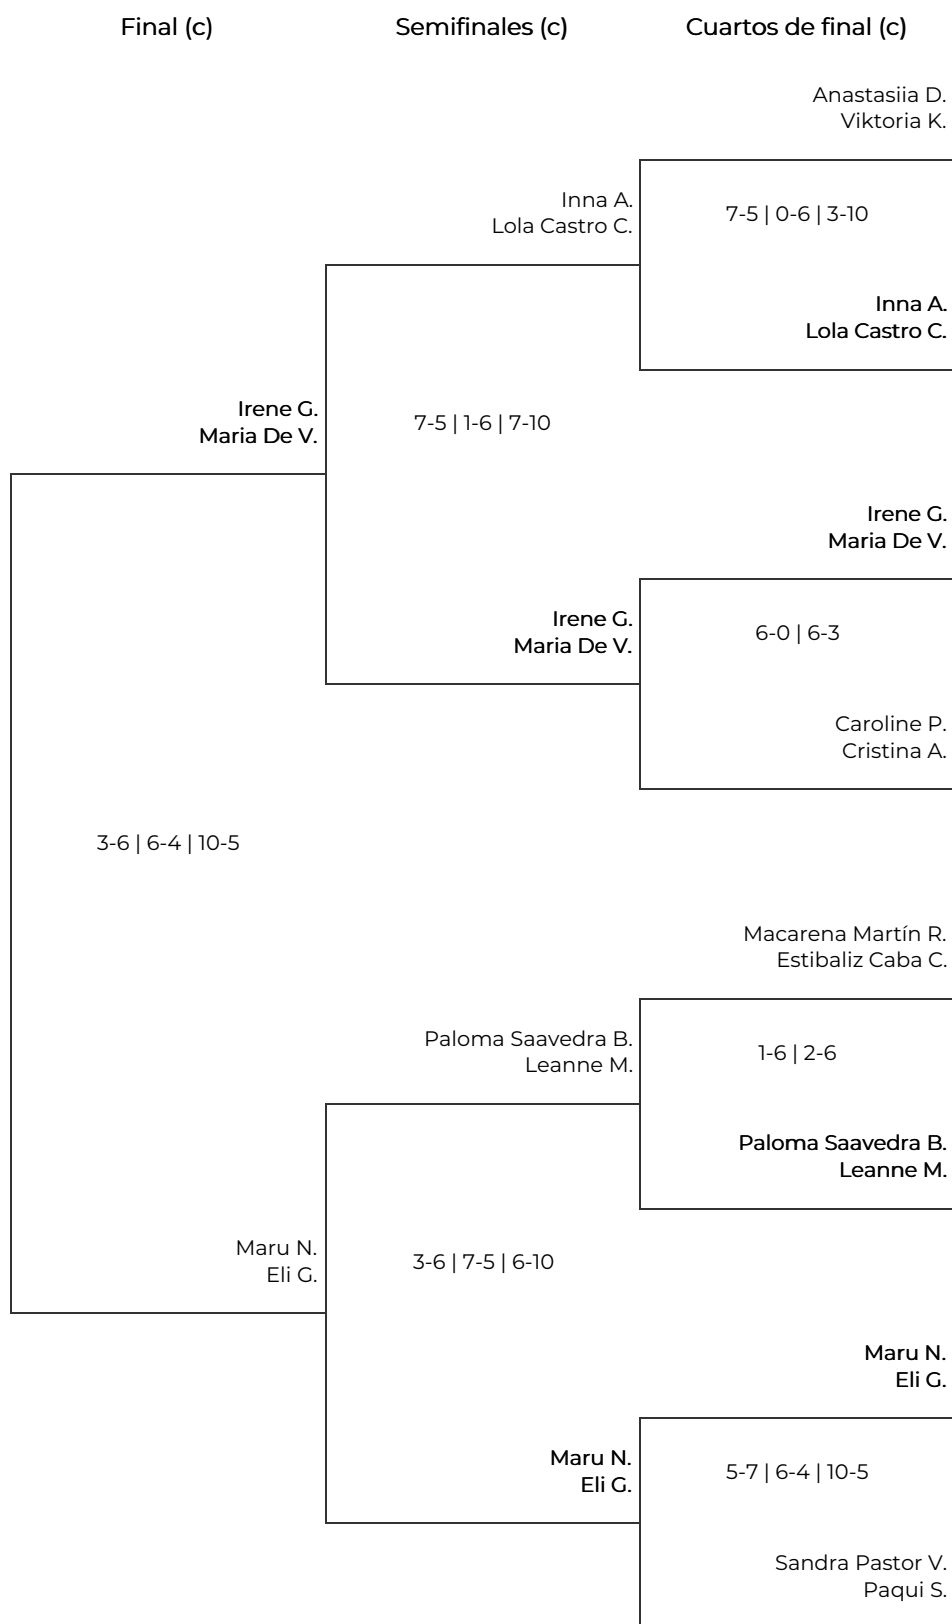 Final (c)
Semifinales (c)
Cuartos de final (c)
Anastasiia D.
Viktoria K.
Inna A.
Lola Castro C.
7-5 | 0-6 | 3-10
Inna A.
Lola Castro C.
Irene G.
Maria De V.
7-5 | 1-6 | 7-10
Irene G.
Maria De V.
Irene G.
Maria De V.
6-0 | 6-3
Caroline P.
Cristina A.
3-6 | 6-4 | 10-5
Macarena Martín R.
Estibaliz Caba C.
Paloma Saavedra B.
Leanne M.
1-6 | 2-6
Paloma Saavedra B.
Leanne M.
Maru N.
Eli G.
3-6 | 7-5 | 6-10
Maru N.
Eli G.
Maru N.
Eli G.
5-7 | 6-4 | 10-5
Sandra Pastor V.
Paqui S.